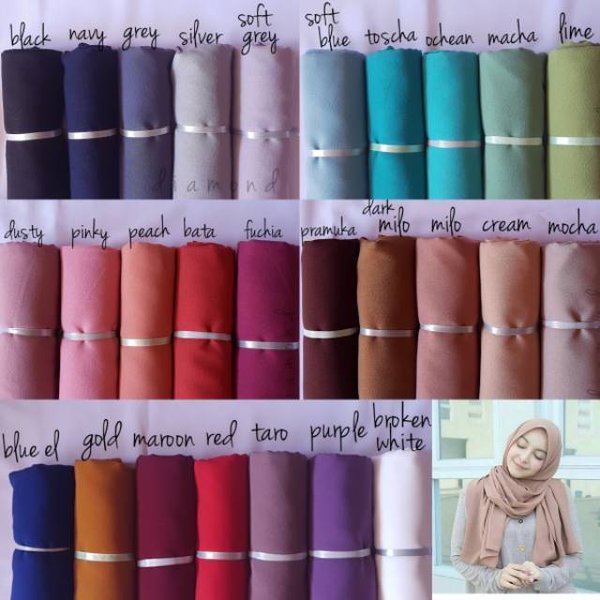 black
navy
grey
silver
soft
grey
soft
blue
toscha
ochean
macha
lime
diamond
dusty
pinky
peach
bata
fuchia
pramuka
dark
milo
milo
cream
mocha
blue el
gold
maroon
red
taro
purple
broken
white